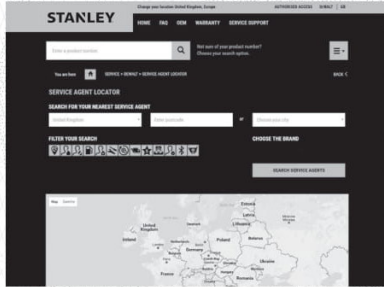 Change your location United Kingdom, Europe
AUTHORISED ACCESS DEWALT GB
STANLEY
HOME FAQ OEM WARRANTY SERVICE SUPPORT
Enter a product number
Not sure of your product number?
Choose your search option.
You are here SERVICE > DEWALT > SERVICE AGENT LOCATOR
BACK
SERVICE AGENT LOCATOR
SEARCH FOR YOUR NEAREST SERVICE AGENT
United Kingdom
Enter postcode
or
Choose your city
FILTER YOUR SEARCH
CHOOSE THE BRAND
SEARCH SERVICE AGENTS
Map Satellite
Estonia
Latvia
Denmark
Lithuania
United
Kingdom
Ireland
Netherlands
Poland
Belarus
Germany
Ukraine
France
Romania